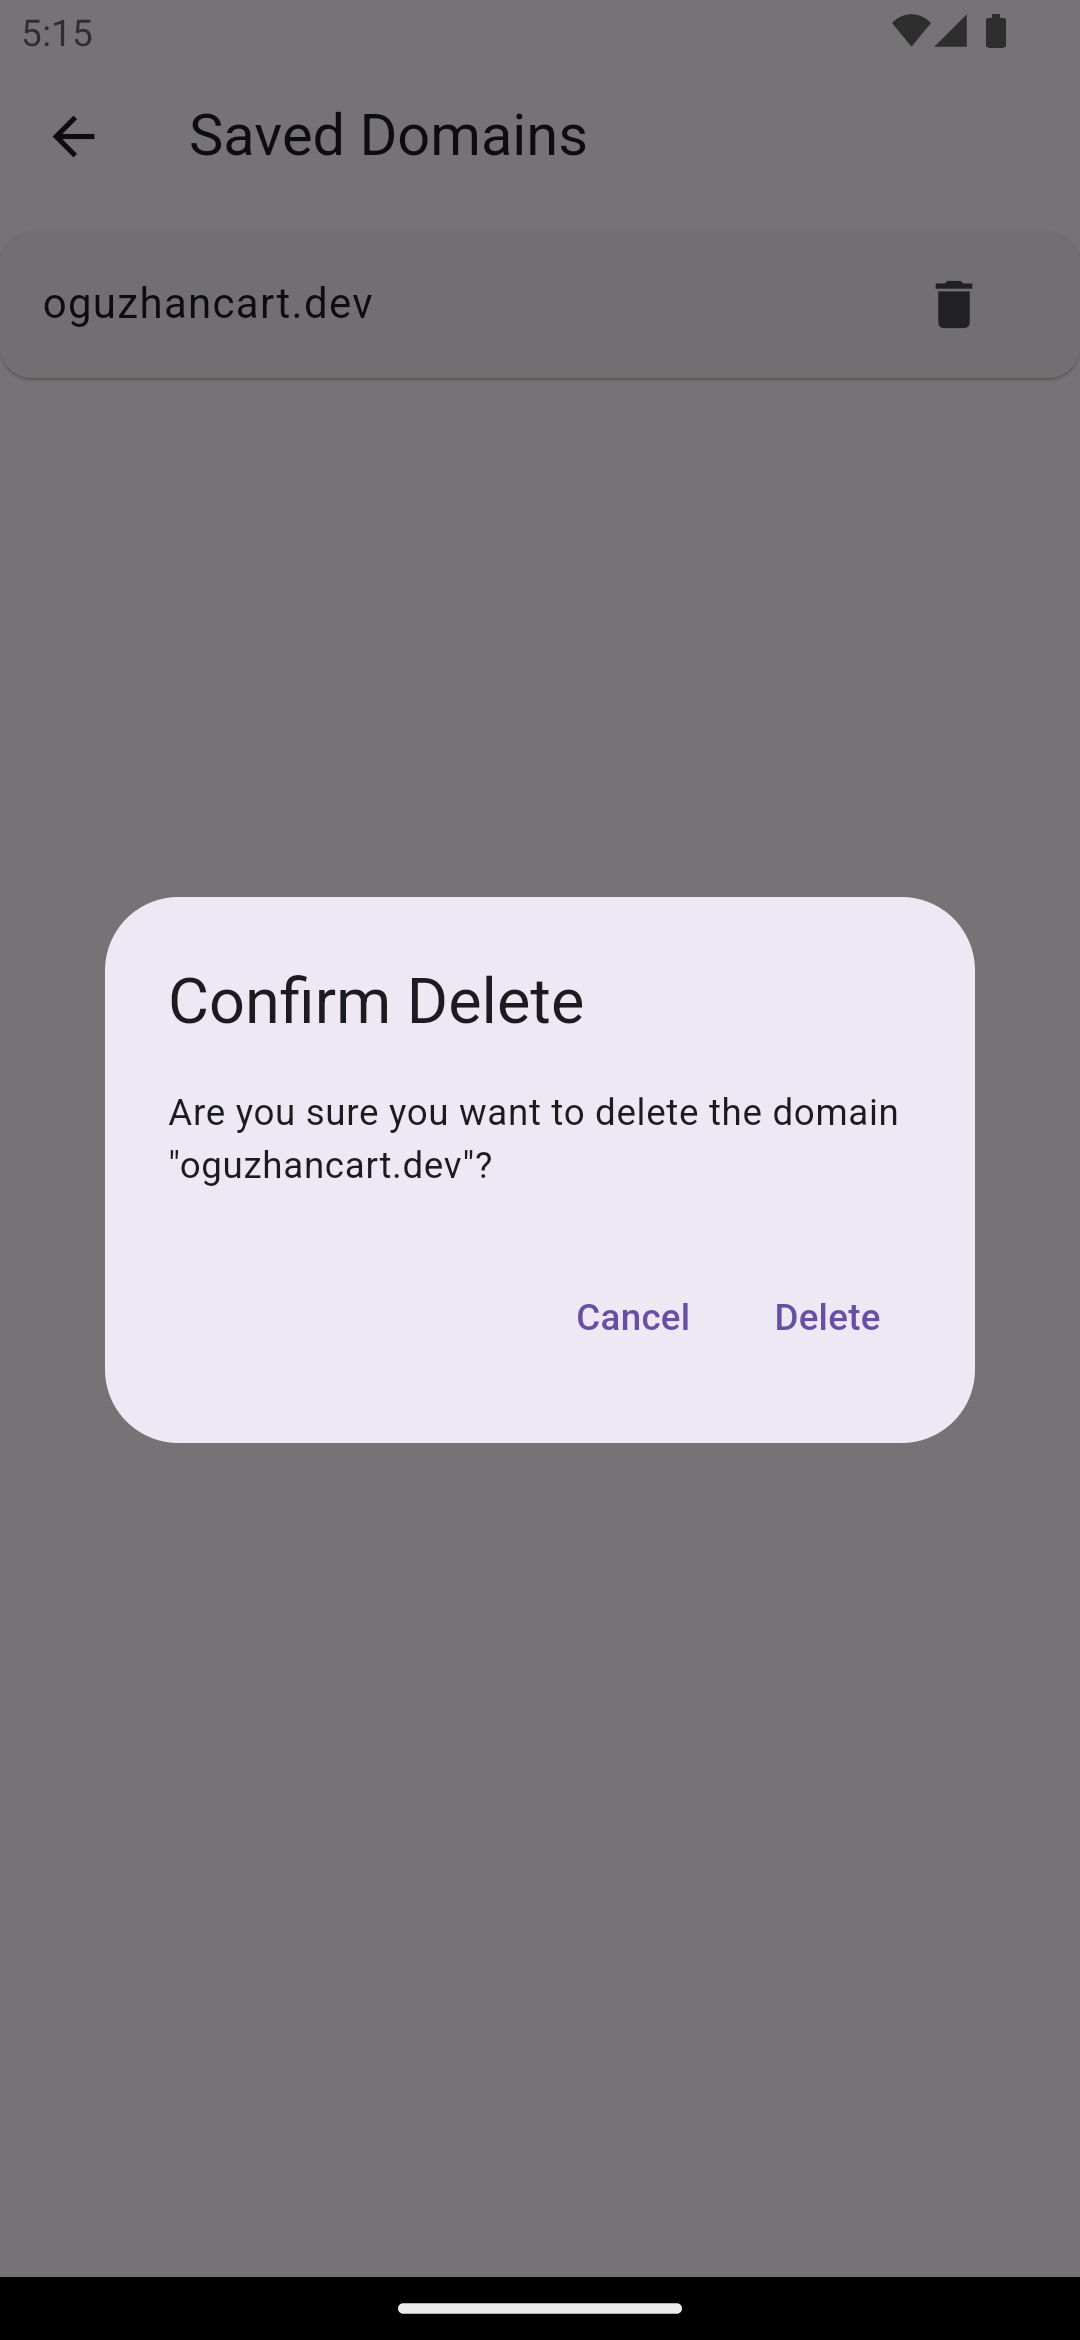 5:15
Saved Domains
oguzhancart.dev
Confirm Delete
Are you sure you want to delete the domain
"oguzhancart.dev"?
Cancel Delete